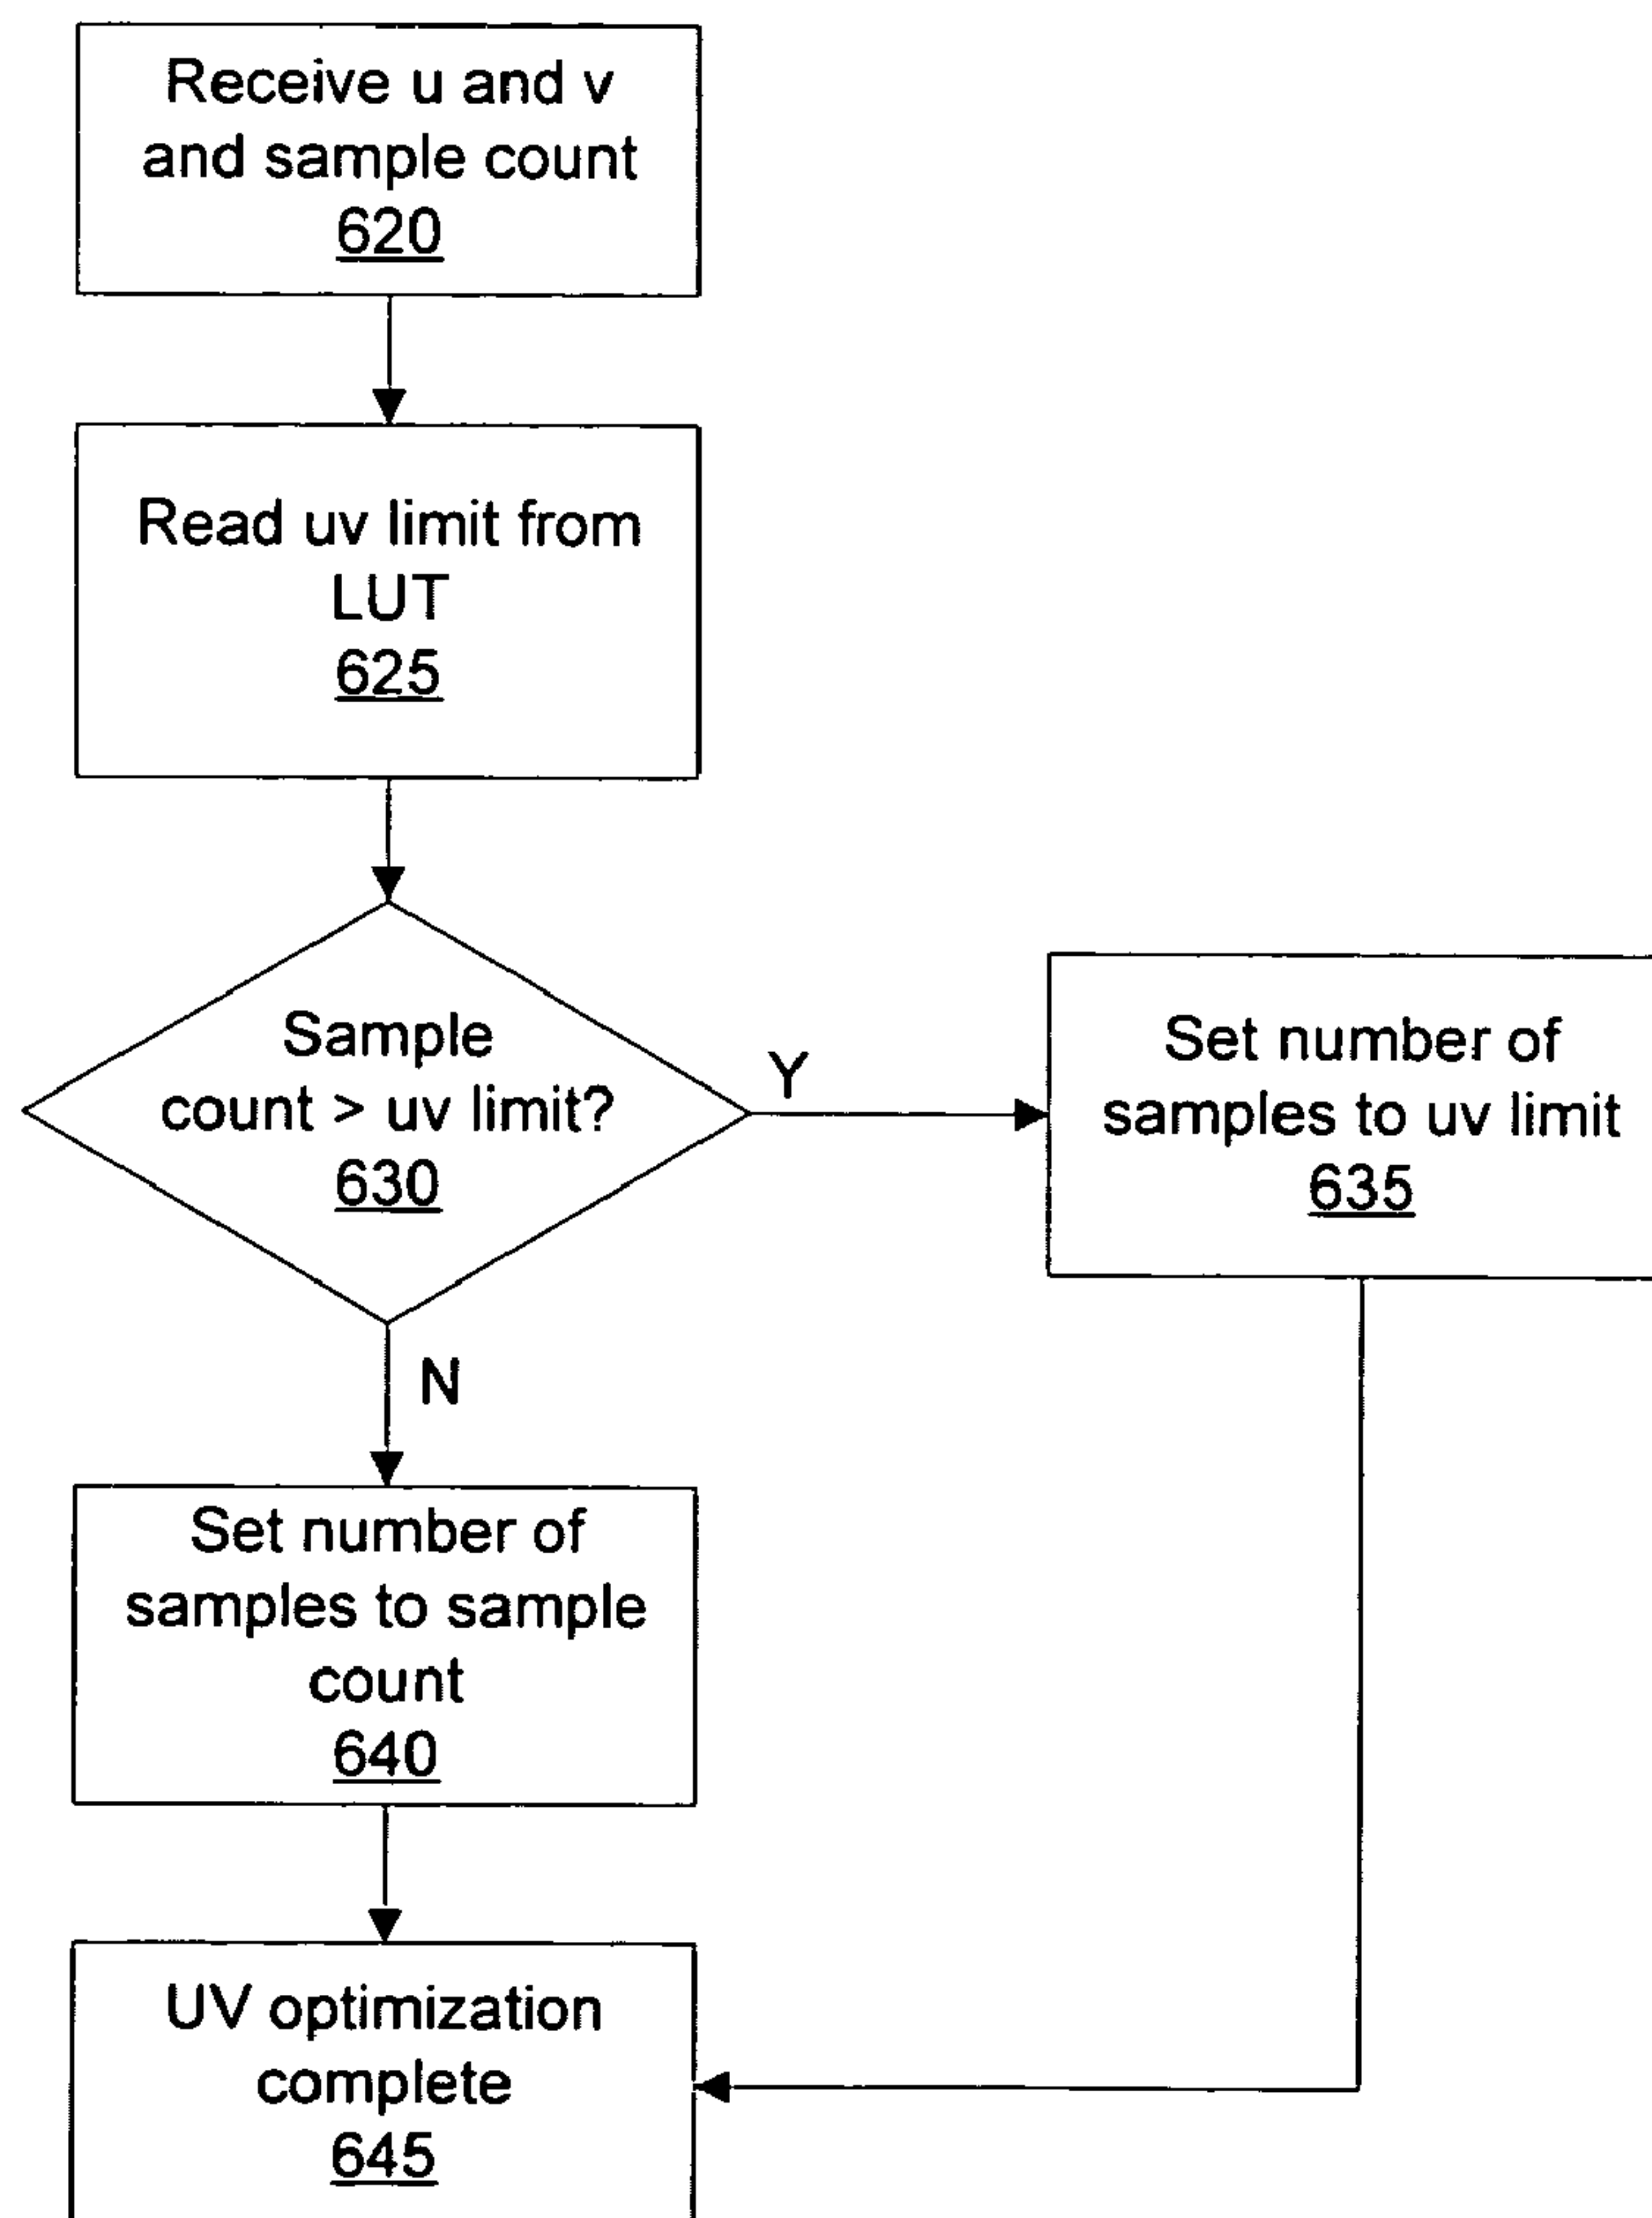 Receive u and v
and sample count
620
Read uv limit from
LUT
625
Sample
count > uv limit?
630
Y
Set number of
samples to uv limit
635
N
Set number of
samples to sample
count
640
UV optimization
complete
645